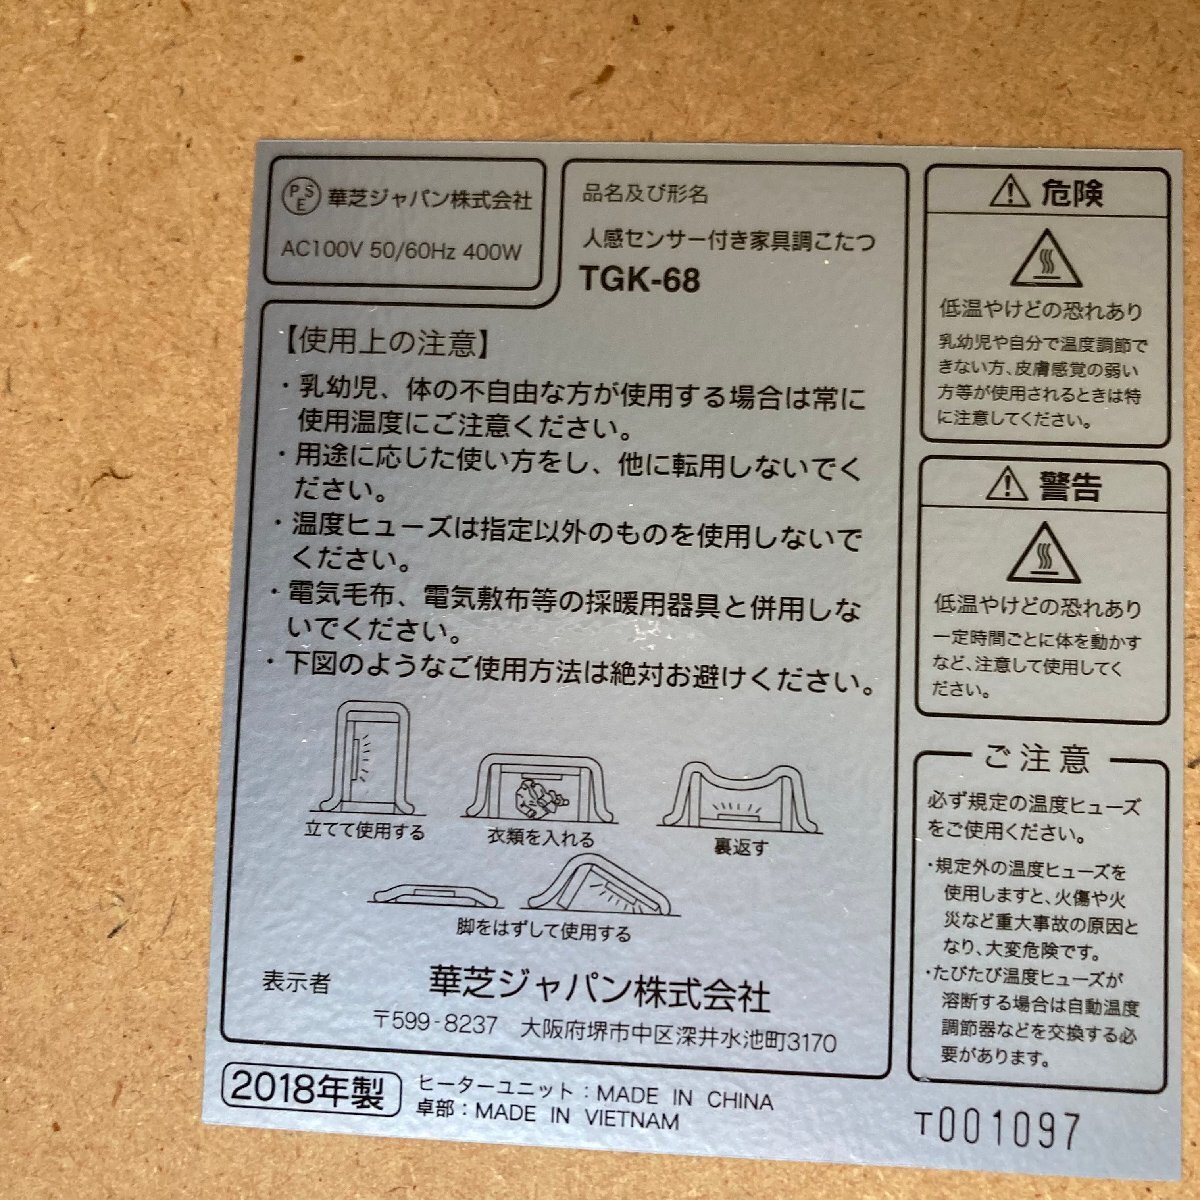 PSE 華芝ジャパン株式会社
AC100V 50/60Hz 400W
品名及び形名
人感センサー付き家具調こたつ
TGK-68
【使用上の注意】
・乳幼児、体の不自由な方が使用する場合は常に
使用温度にご注意ください。
・用途に応じた使い方をし、他に転用しないでく
ださい。
・温度ヒューズは指定以外のものを使用しないで
ください。
・電気毛布、電気敷布等の採暖用器具と併用しな
いでください。
・下図のようなご使用方法は絶対お避けください。
立てて使用する
衣類を入れる
裏返す
脚をはずして使用する
表示者
華芝ジャパン株式会社
〒599-8237 大阪府堺市中区深井水池町3170
2018年製
ヒーターユニット：MADE IN CHINA
卓部：MADE IN VIETNAM
危険
低温やけどの恐れあり
乳幼児や自分で温度調節で
きない方、皮膚感覚の弱い
方等が使用されるときは特
に注意してください。
警告
低温やけどの恐れあり
一定時間ごとに体を動かす
など、注意して使用してく
ださい。
ご注意
必ず規定の温度ヒューズ
をご使用ください。
・規定外の温度ヒューズを
使用しますと、火傷や火
災など重大事故の原因と
なり、大変危険です。
・たびたび温度ヒューズが
溶断する場合は自動温度
調節器などを交換する必
要があります。
T001097